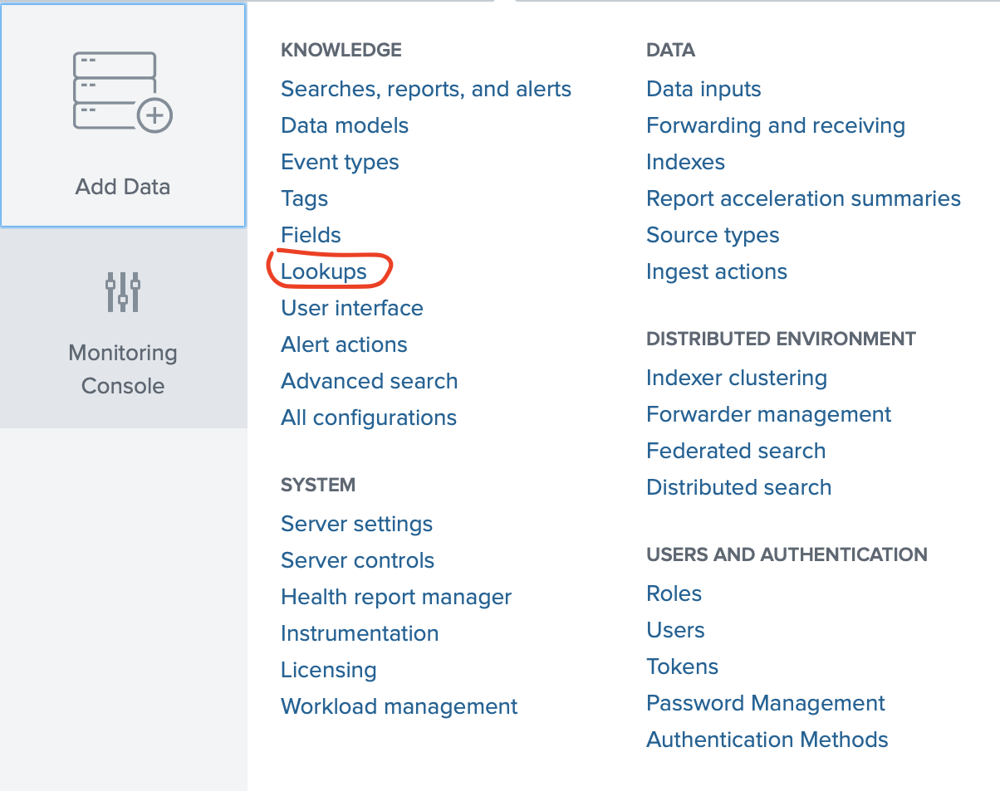 Add Data
Monitoring
Console
KNOWLEDGE
Searches, reports, and alerts
Data models
Event types
Tags
Fields
Lookups
User interface
Alert actions
Advanced search
All configurations
SYSTEM
Server settings
Server controls
Health report manager
Instrumentation
Licensing
Workload management
DATA
Data inputs
Forwarding and receiving
Indexes
Report acceleration summaries
Source types
Ingest actions
DISTRIBUTED ENVIRONMENT
Indexer clustering
Forwarder management
Federated search
Distributed search
USERS AND AUTHENTICATION
Roles
Users
Tokens
Password Management
Authentication Methods